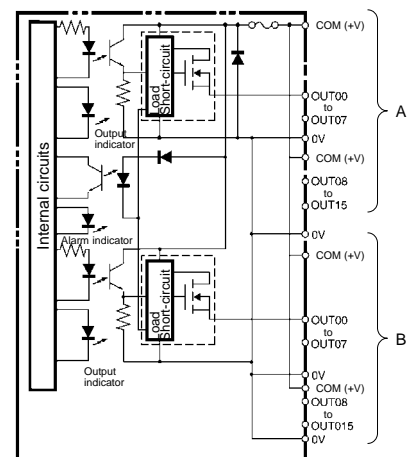 COM (+V)
Internal circuits
Load
Short-circuit
Output
indicator
OUT00
to
OUT07
0V
COM (+V)
A
OUT08
to
OUT15
0V
Alarm indicator
COM (+V)
Load
Short-circuit
OUT00
to
OUT07
B
Output
indicator
0V
COM (+V)
OUT08
to
OUT015
0V